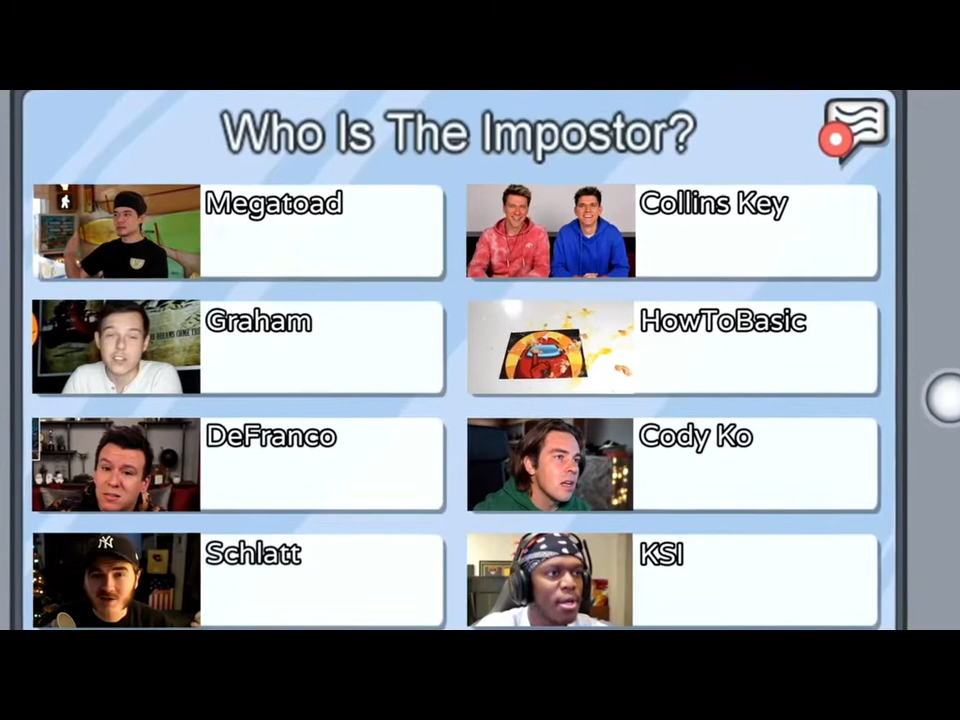 Who Is The Impostor?
Megatoad
Collins Key
Graham
HowToBasic
DeFranco
Cody Ko
Schlatt
KSI